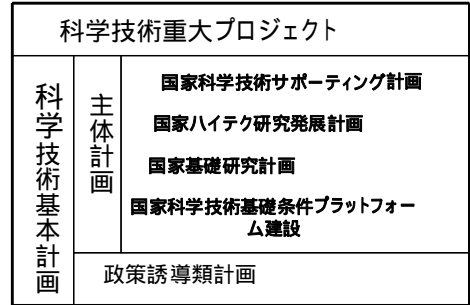 科学技術重大プロジェクト
科学技術基本計画
主体計画
国家科学技術サポーティング計画
国家ハイテク研究発展計画
国家基礎研究計画
国家科学技術基礎条件プラットフォー
ム建設
政策誘導類計画